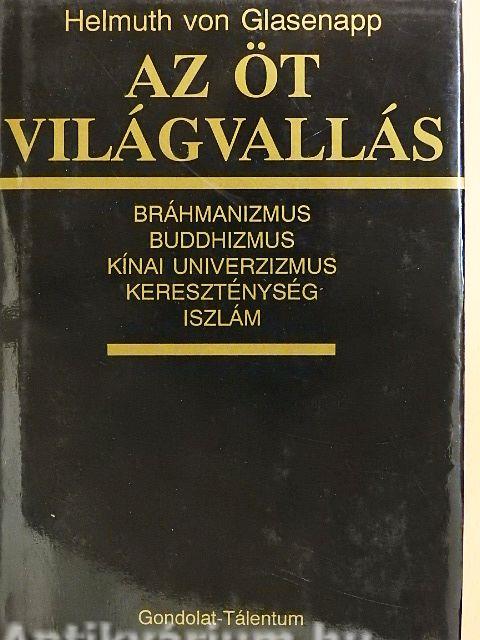 Helmuth von Glasenapp
AZ ÖT
VILÁGVALLÁS
BRÁHMANIZMUS
BUDDHIZMUS
KÍNAI UNIVERZIZMUS
KERESZTÉNYSÉG
ISZLÁM
Gondolat-Tálentum